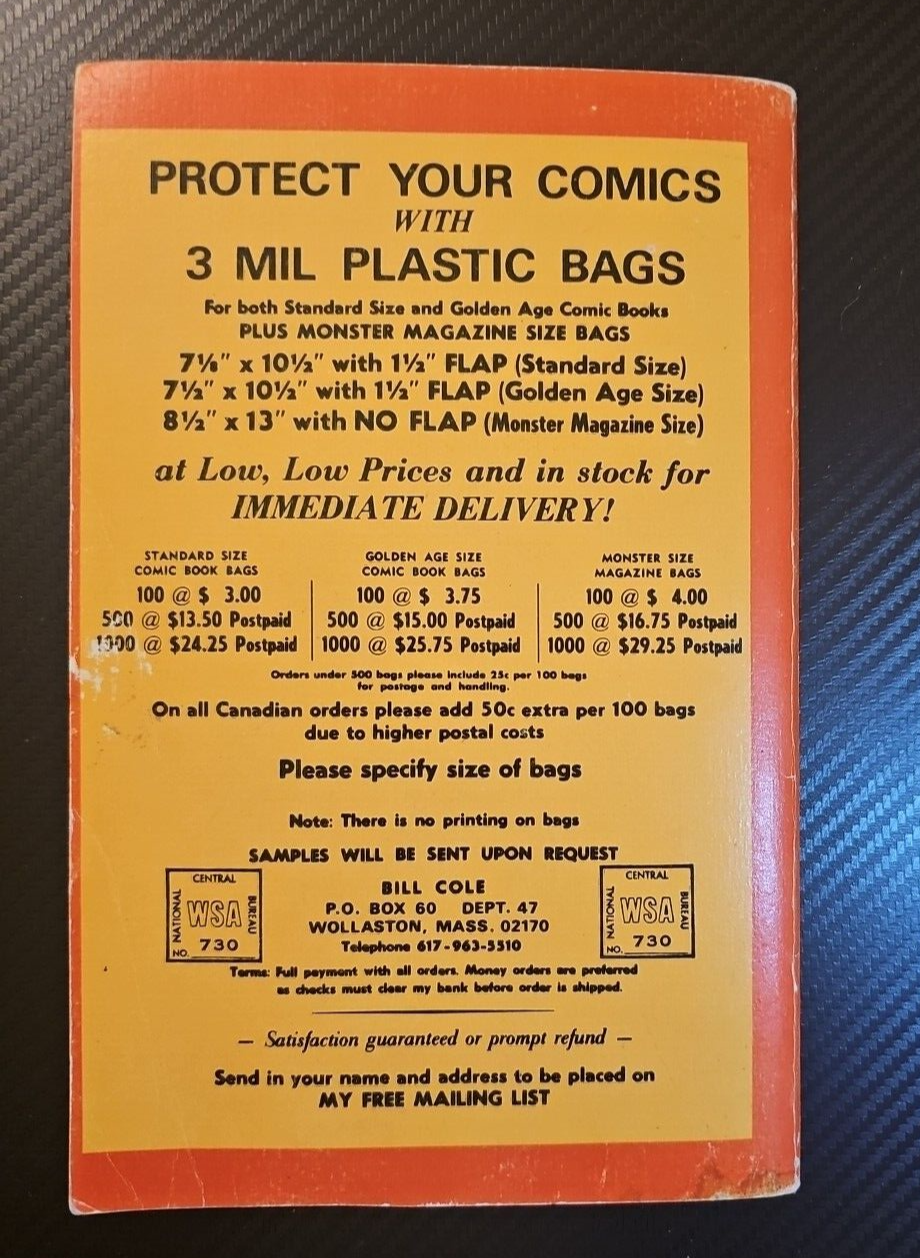 PROTECT YOUR COMICS
WITH
3 MIL PLASTIC BAGS
For both Standard Size and Golden Age Comic Books
PLUS MONSTER MAGAZINE SIZE BAGS
7⅛" x 10½" with 1½" FLAP (Standard Size)
7½" x 10½" with 1½" FLAP (Golden Age Size)
8½" x 13" with NO FLAP (Monster Magazine Size)
at Low, Low Prices and in stock for
IMMEDIATE DELIVERY!
STANDARD SIZE
COMIC BOOK BAGS
100 @ $ 3.00
500 @ $13.50 Postpaid
1000 @ $24.25 Postpaid
GOLDEN AGE SIZE
COMIC BOOK BAGS
100 @ $ 3.75
500 @ $15.00 Postpaid
1000 @ $25.75 Postpaid
MONSTER SIZE
MAGAZINE BAGS
100 @ $ 4.00
500 @ $16.75 Postpaid
1000 @ $29.25 Postpaid
Orders under 500 bags please include 25c per 100 bags
for postage and handling.
On all Canadian orders please add 50c extra per 100 bags
due to higher postal costs
Please specify size of bags
Note: There is no printing on bags
SAMPLES WILL BE SENT UPON REQUEST
CENTRAL
NATIONAL
WSA
BUREAU
NO. 730
BILL COLE
P.O. BOX 60 DEPT. 47
WOLLASTON, MASS. 02170
Telephone 617-963-5510
CENTRAL
NATIONAL
WSA
BUREAU
NO. 730
Terms: Full payment with all orders. Money orders are preferred
as checks must clear my bank before order is shipped.
— Satisfaction guaranteed or prompt refund —
Send in your name and address to be placed on
MY FREE MAILING LIST